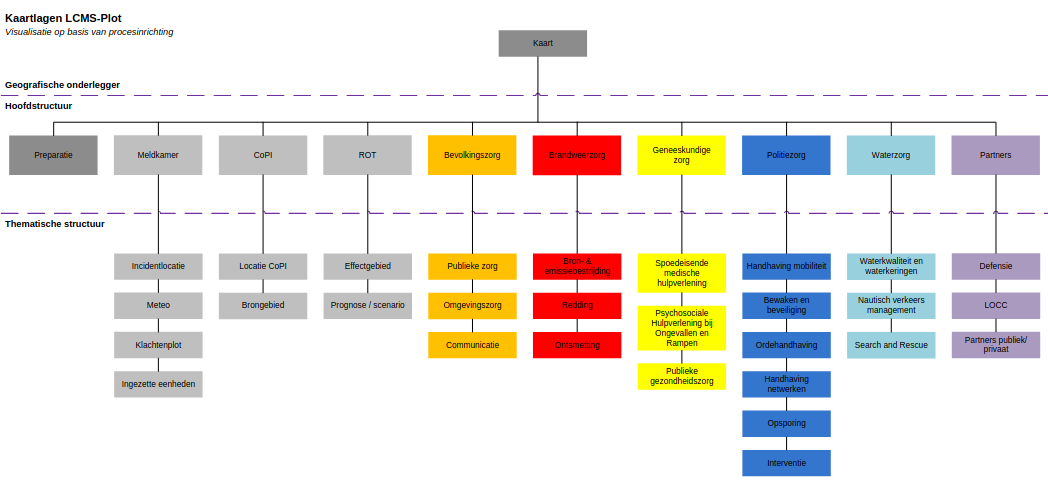 Kaartlagen LCMS-Plot
Visualisatie op basis van procesinrichting
Kaart
Geografische onderlegger
Hoofdstructuur
Preparatie
Meldkamer
CoPI
ROT
Bevolkingszorg
Brandweerzorg
Geneeskundige
zorg
Politiezorg
Waterzorg
Partners
Thematische structuur
Incidentlocatie
Meteo
Klachtenplot
Ingezette eenheden
Locatie CoPI
Brongebied
Effectgebied
Prognose / scenario
Publieke zorg
Omgevingszorg
Communicatie
Bron- &
emissiebestrijding
Redding
Ontsmetting
Spoedeisende
medische
hulpverlening
Psychosociale
Hulpverlening bij
Ongevallen en
Rampen
Publieke
gezondheidszorg
Handhaving mobiliteit
Bewaken en
beveiliging
Ordehandhaving
Handhaving
netwerken
Opsporing
Interventie
Waterkwaliteit en
waterkeringen
Nautisch verkeers
management
Search and Rescue
Defensie
LOCC
Partners publiek/
privaat